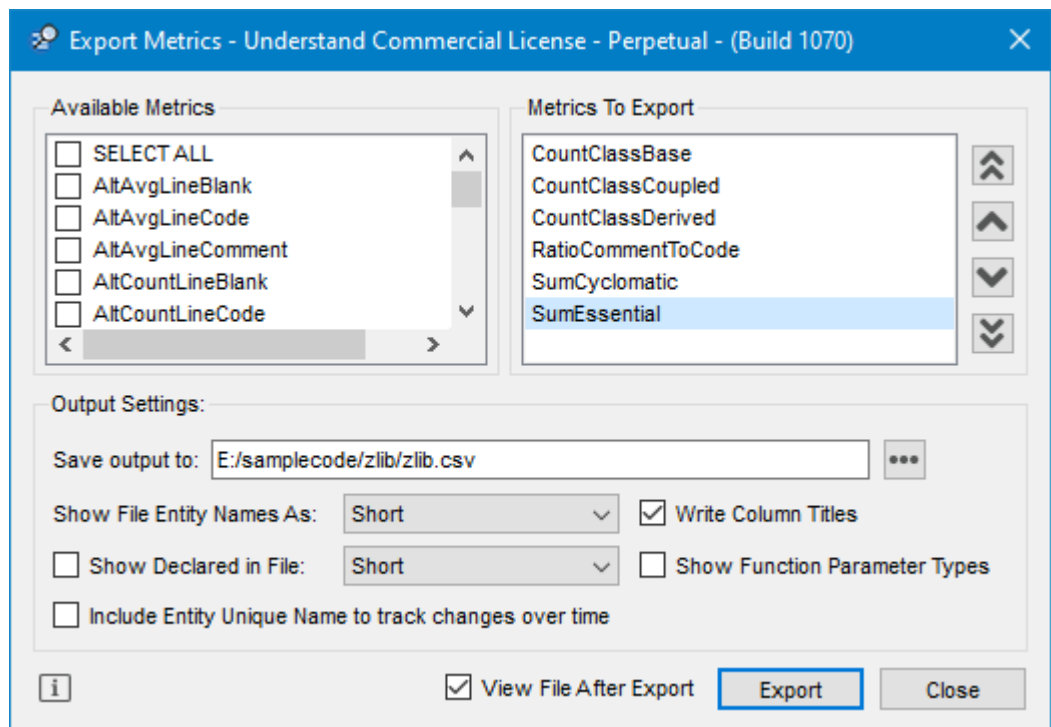 Export Metrics - Understand Commercial License - Perpetual - (Build 1070)
Available Metrics
SELECT ALL
AltAvgLineBlank
AltAvgLineCode
AltAvgLineComment
AltCountLineBlank
AltCountLineCode
Metrics To Export
CountClassBase
CountClassCoupled
CountClassDerived
RatioCommentToCode
SumCyclomatic
SumEssential
Output Settings:
Save output to: E:/samplecode/zlib/zlib.csv
Show File Entity Names As: Short Write Column Titles
Show Declared in File: Short Show Function Parameter Types
Include Entity Unique Name to track changes over time
View File After Export Export Close